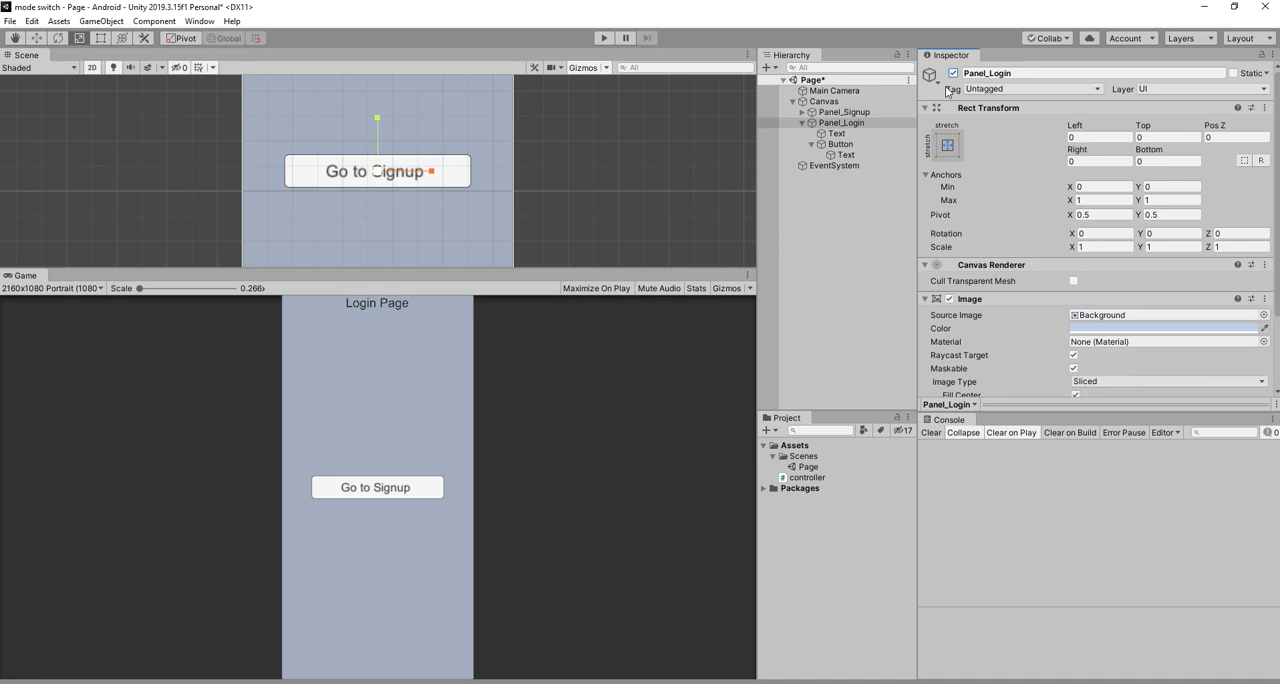 mode switch - Page - Android - Unity 2019.3.15f1 Personal* <DX11>
File Edit Assets GameObject Component Window Help
Pivot Global Collab Account Layers Layout
Scene
Shaded 2D 0 Gizmos All
Go to Signup
Game
2160x1080 Portrait (1080 Scale 0.266x Maximize On Play Mute Audio Stats Gizmos
Login Page
Go to Signup
Hierarchy
All
Page*
Main Camera
Canvas
Panel_Signup
Panel_Login
Text
Button
Text
EventSystem
Project
17
Assets
Scenes
Page
controller
Packages
Inspector
Panel_Login Static
Tag Untagged Layer UI
Rect Transform
stretch Left Top Pos Z
stretch 0 0 0
Right Bottom
0 0 R
Anchors
Min X 0 Y 0
Max X 1 Y 1
Pivot X 0.5 Y 0.5
Rotation X 0 Y 0 Z 0
Scale X 1 Y 1 Z 1
Canvas Renderer
Cull Transparent Mesh
Image
Source Image Background
Color
Material None (Material)
Raycast Target
Maskable
Image Type Sliced
Fill Center
Panel_Login
Console
Clear Collapse Clear on Play Clear on Build Error Pause Editor 0